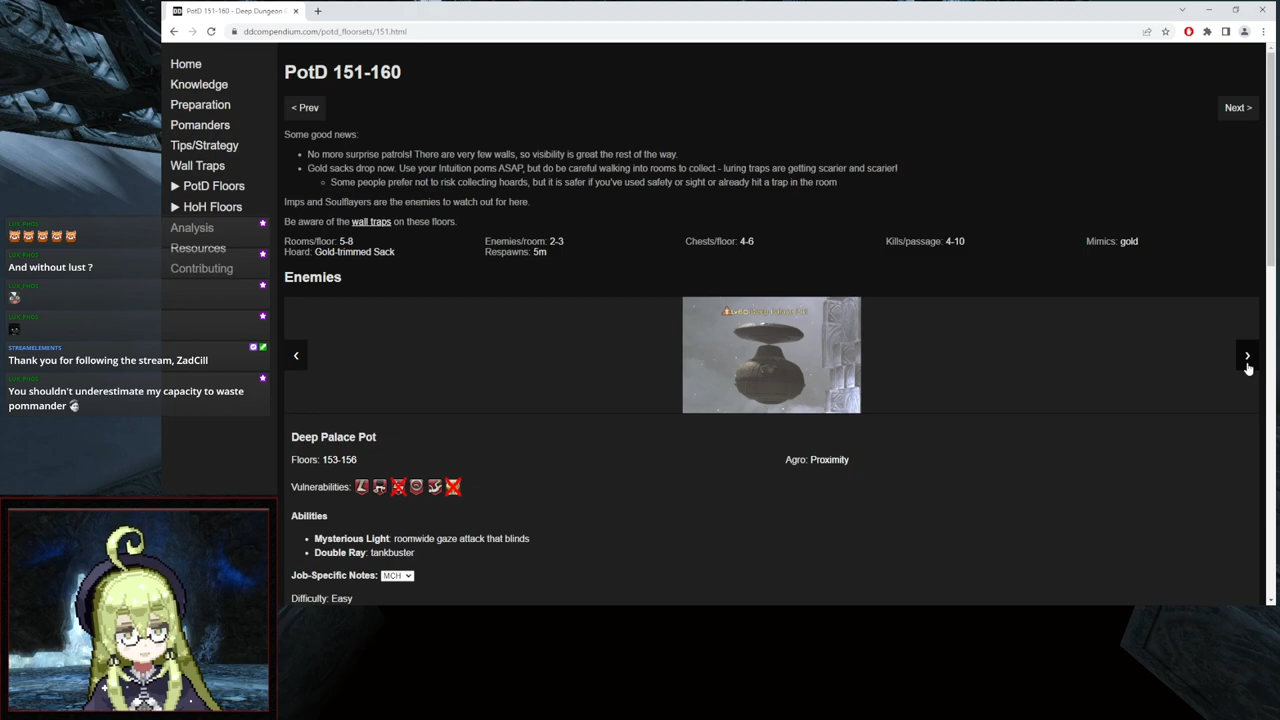 PotD 151-160 - Deep Dungeon
ddcompendium.com/potd_floorsets/151.html
Home
Knowledge
Preparation
Pomanders
Tips/Strategy
Wall Traps
▶ PotD Floors
▶ HoH Floors
Analysis
Resources
Contributing
LUX_PHOS
LUX_PHOS
And without lust ?
LUX_PHOS
LUX_PHOS
STREAMELEMENTS
Thank you for following the stream, ZadCill
LUX_PHOS
You shouldn't underestimate my capacity to waste
pommander
PotD 151-160
< Prev
Next >
Some good news:
• No more surprise patrols! There are very few walls, so visibility is great the rest of the way.
• Gold sacks drop now. Use your Intuition poms ASAP, but do be careful walking into rooms to collect - luring traps are getting scarier and scarier!
Some people prefer not to risk collecting hoards, but it is safer if you've used safety or sight or already hit a trap in the room
Imps and Soulflayers are the enemies to watch out for here.
Be aware of the wall traps on these floors.
Rooms/floor: 5-8 Enemies/room: 2-3 Chests/floor: 4-6 Kills/passage: 4-10 Mimics: gold
Hoard: Gold-trimmed Sack Respawns: 5m
Enemies
Deep Palace Pot
Floors: 153-156 Agro: Proximity
Vulnerabilities:
Abilities
• Mysterious Light: roomwide gaze attack that blinds
• Double Ray: tankbuster
Job-Specific Notes: MCH
Difficulty: Easy